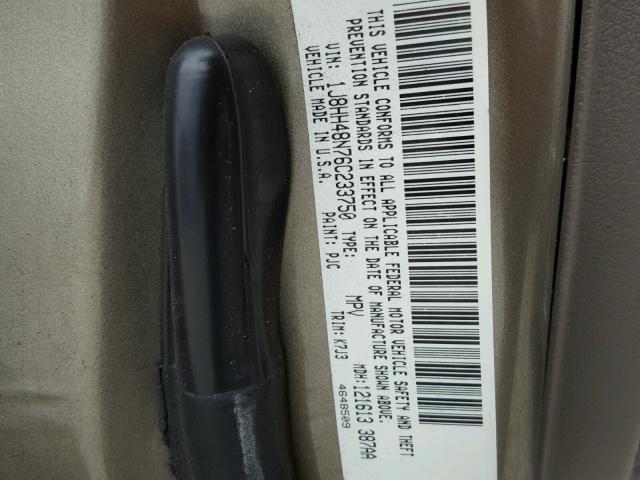 THIS VEHICLE CONFORMS TO ALL APPLICABLE FEDERAL MOTOR VEHICLE SAFETY AND THEFT
PREVENTION STANDARDS IN EFFECT ON THE DATE OF MANUFACTURE SHOWN ABOVE.
VIN: 1J8HH48N76C233750 TYPE: MPV MDH:121613 387AA
VEHICLE MADE IN U.S.A. PAINT: PJC TRIM: K7J3 4648509